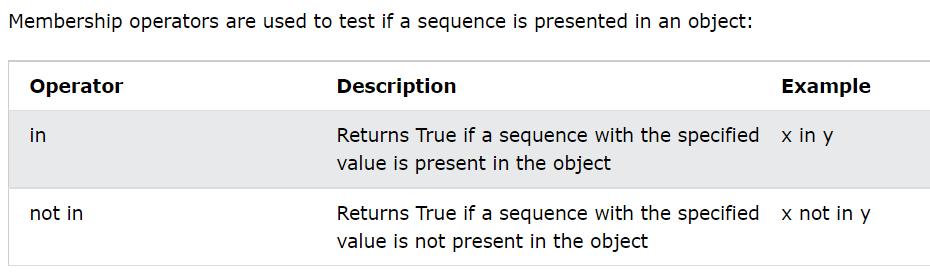 Membership operators are used to test if a sequence is presented in an object:
Operator Description Example
in Returns True if a sequence with the specified x in y
value is present in the object
not in Returns True if a sequence with the specified x not in y
value is not present in the object